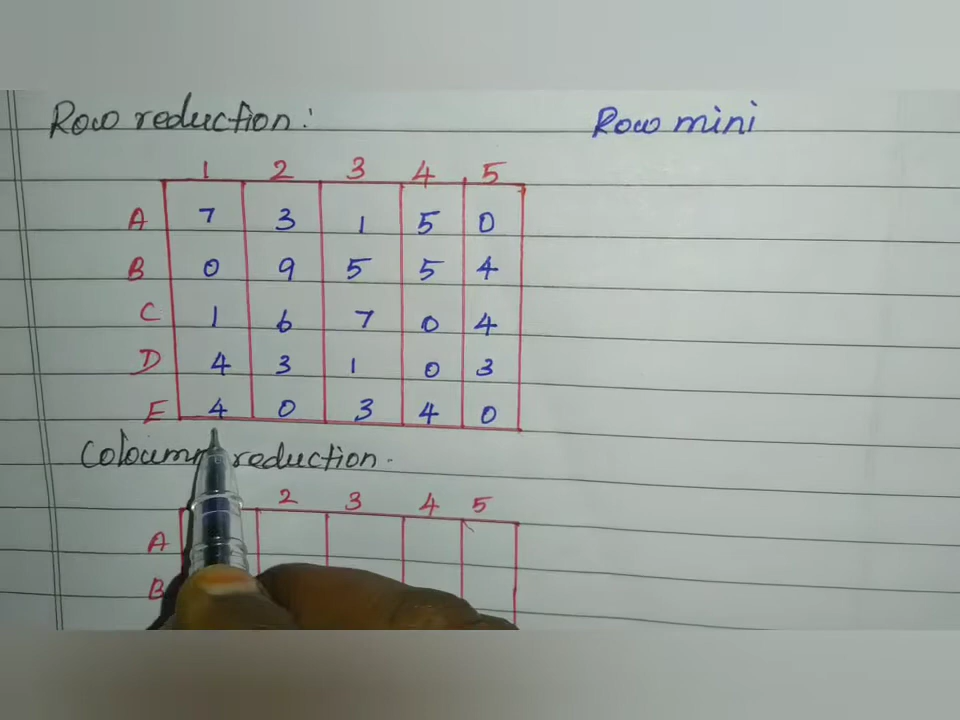 Row reduction: Row mini
1 2 3 4 5
A 7 3 1 5 0
B 0 9 5 5 4
C 1 6 7 0 4
D 4 3 1 0 3
E 4 0 3 4 0
reduction.
2 3 4 5
A
B